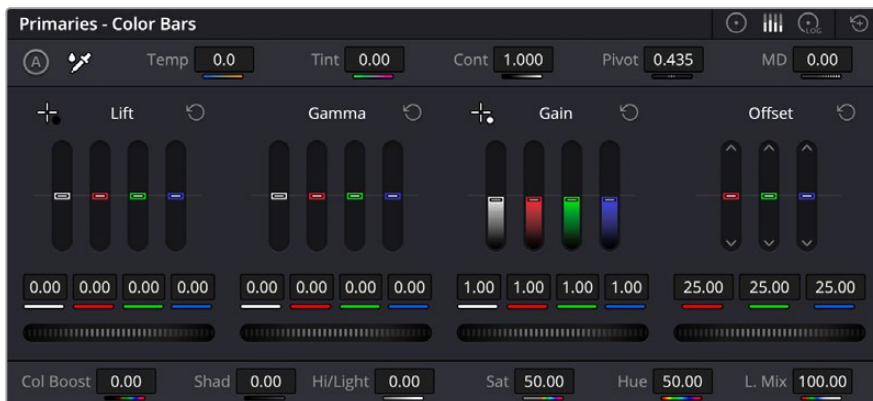 Primaries - Color Bars
LOG
A Temp 0.0 Tint 0.00 Cont 1.000 Pivot 0.435 MD 0.00
Lift Gamma Gain Offset
0.00 0.00 0.00 0.00 0.00 0.00 0.00 0.00 1.00 1.00 1.00 1.00 25.00 25.00 25.00
Col Boost 0.00 Shad 0.00 Hi/Light 0.00 Sat 50.00 Hue 50.00 L. Mix 100.00